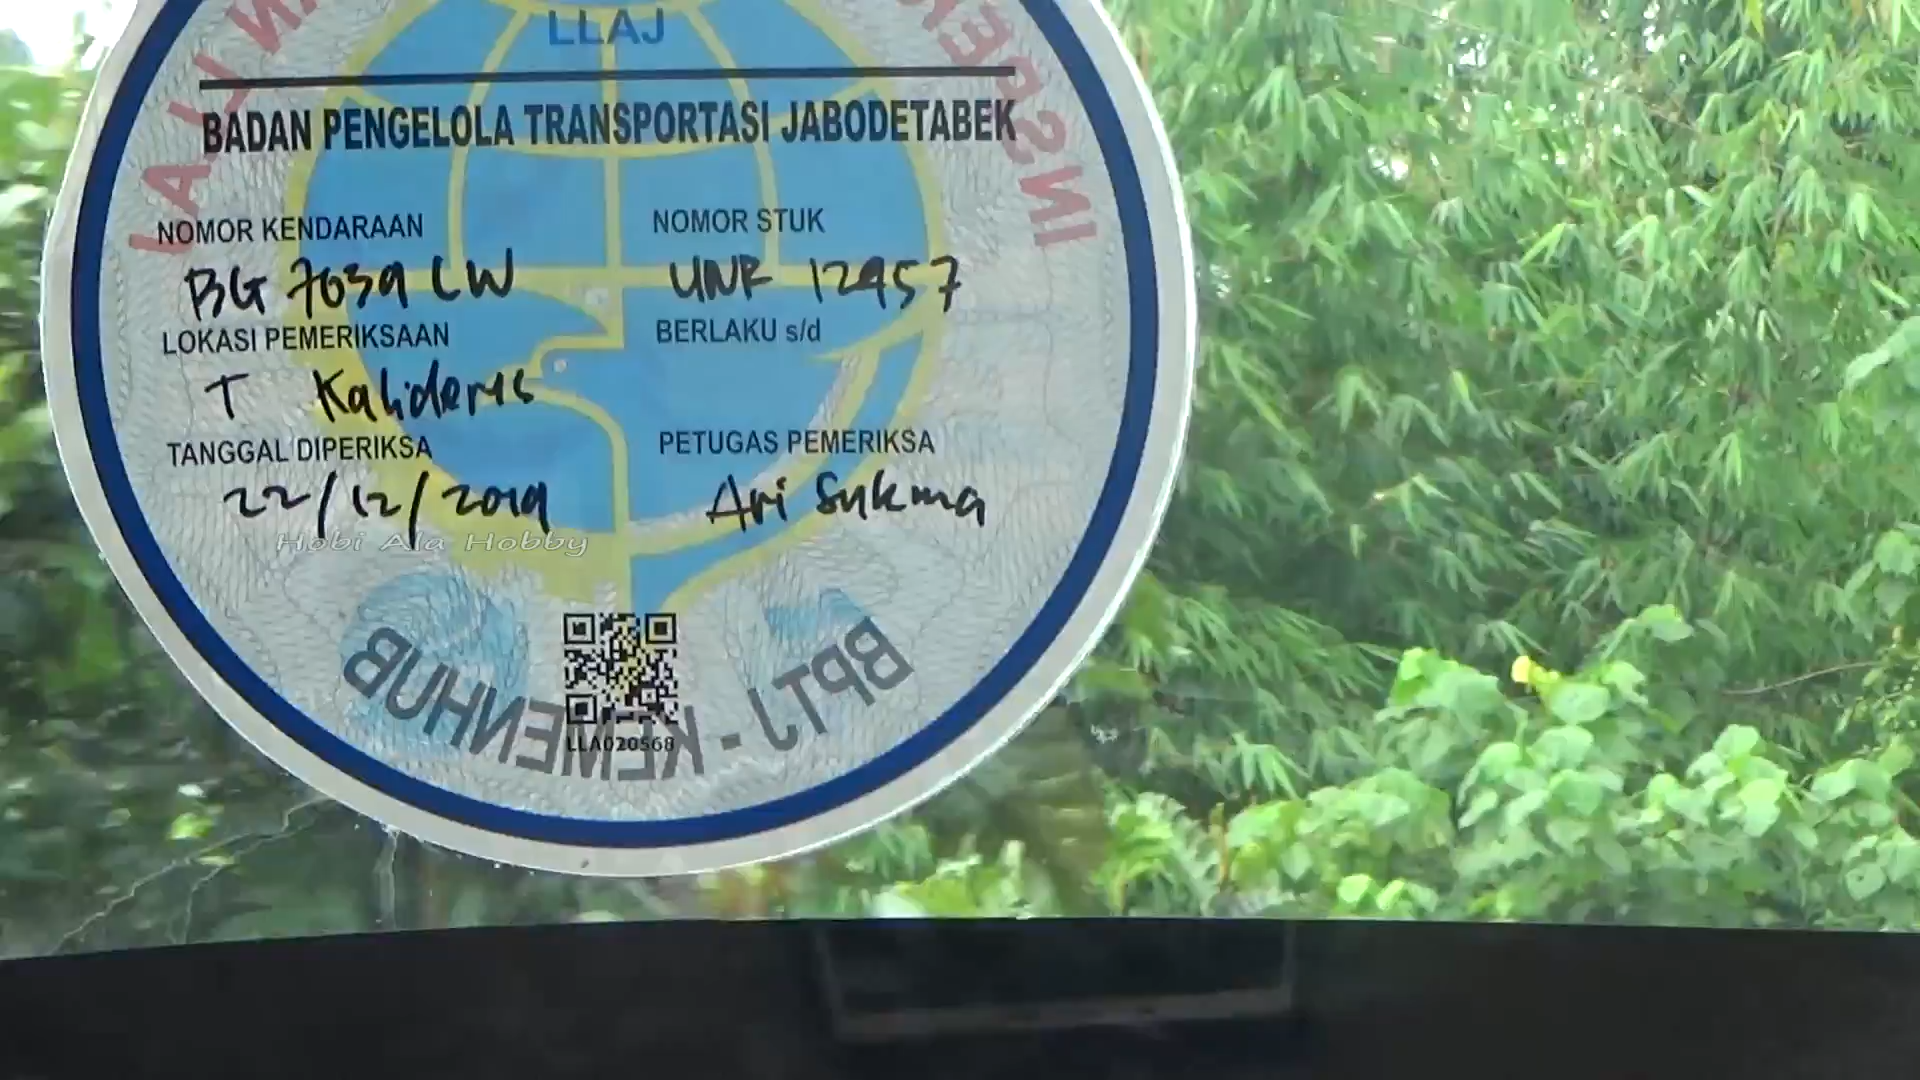 LLAJ
BADAN PENGELOLA TRANSPORTASI JABODETABEK
NOMOR KENDARAAN
BG 7039 LW
NOMOR STUK
UNR 12957
LOKASI PEMERIKSAAN
T Kalideres
BERLAKU s/d
TANGGAL DIPERIKSA
22/12/2019
PETUGAS PEMERIKSA
Ari Sukma
Hobi Ala Hobby
BPTJ - KEMENHUB
LLA020568